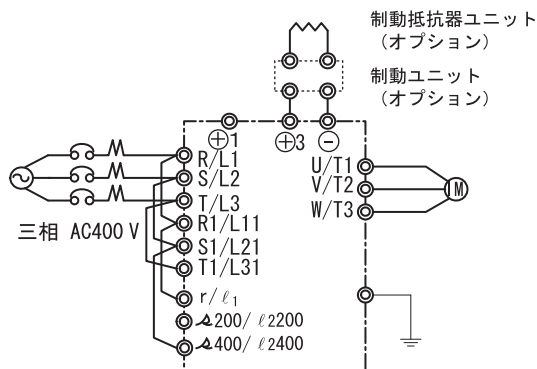 制動抵抗器ユニット
(オプション)
制動ユニット
(オプション)
⊕1
⊕3
⊖
R/L1
S/L2
T/L3
R1/L11
S1/L21
T1/L31
r/ℓ1
200/ℓ2200
400/ℓ2400
U/T1
V/T2
W/T3
IM
三相 AC400 V